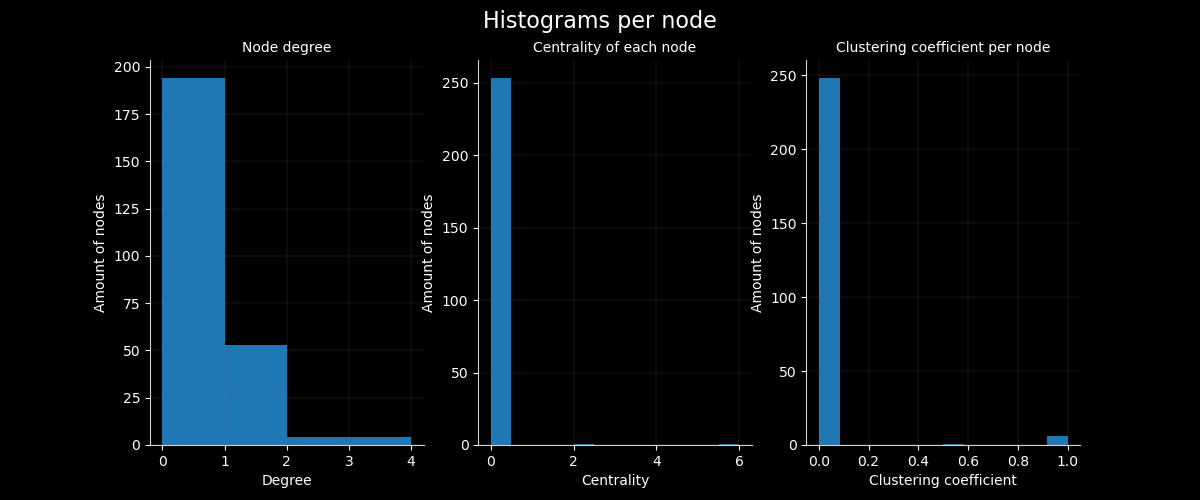 Histograms per node
Node degree
Amount of nodes
200
175
150
125
100
75
50
25
0
0 1 2 3 4
Degree
Centrality of each node
Amount of nodes
250
200
150
100
50
0
0 2 4 6
Centrality
Clustering coefficient per node
Amount of nodes
250
200
150
100
50
0
0.0 0.2 0.4 0.6 0.8 1.0
Clustering coefficient